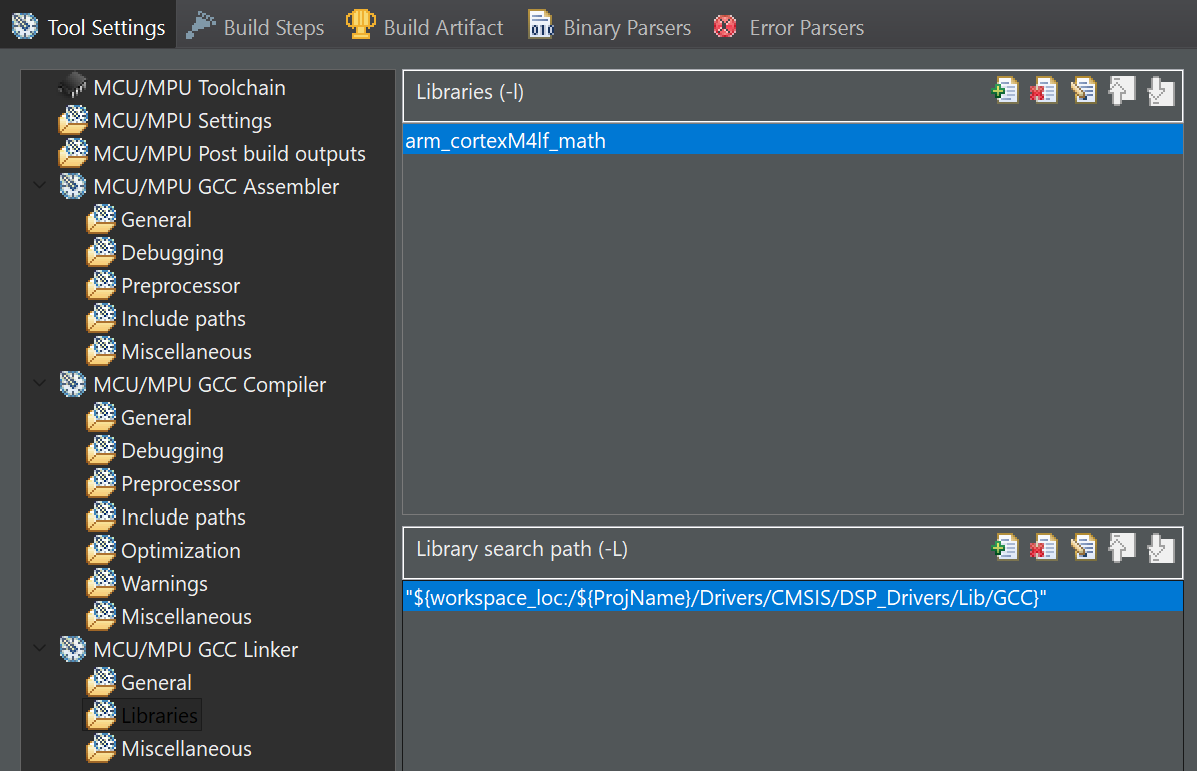 Tool Settings Build Steps Build Artifact Binary Parsers Error Parsers
MCU/MPU Toolchain
MCU/MPU Settings
MCU/MPU Post build outputs
MCU/MPU GCC Assembler
General
Debugging
Preprocessor
Include paths
Miscellaneous
MCU/MPU GCC Compiler
General
Debugging
Preprocessor
Include paths
Optimization
Warnings
Miscellaneous
MCU/MPU GCC Linker
General
Libraries
Miscellaneous
Libraries (-l)
arm_cortexM4lf_math
Library search path (-L)
"${workspace_loc:/${ProjName}/Drivers/CMSIS/DSP_Drivers/Lib/GCC}"